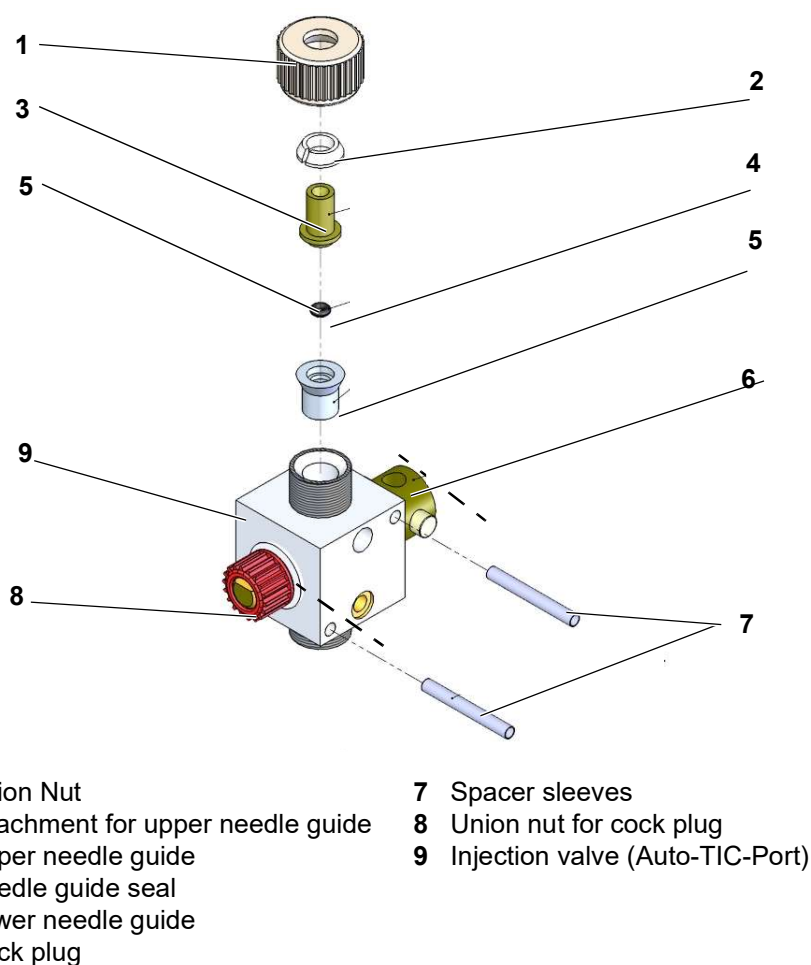 1
2
3
4
5
5
6
9
8
7
ion Nut
achment for upper needle guide
per needle guide
edle guide seal
wer needle guide
ck plug
7 Spacer sleeves
8 Union nut for cock plug
9 Injection valve (Auto-TIC-Port)